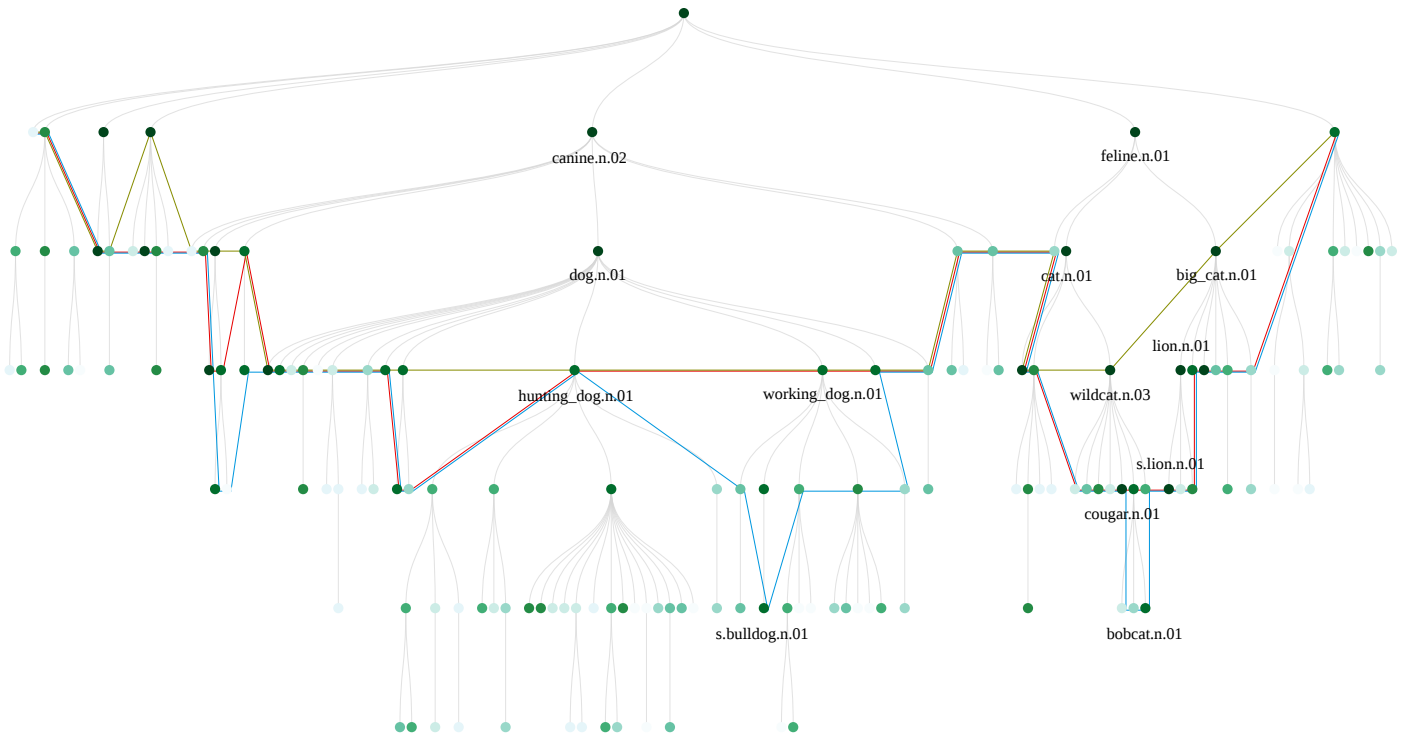 canine.n.02
feline.n.01
dog.n.01
cat.n.01
big_cat.n.01
lion.n.01
hunting_dog.n.01
working_dog.n.01
wildcat.n.03
s.lion.n.01
cougar.n.01
s.bulldog.n.01
bobcat.n.01